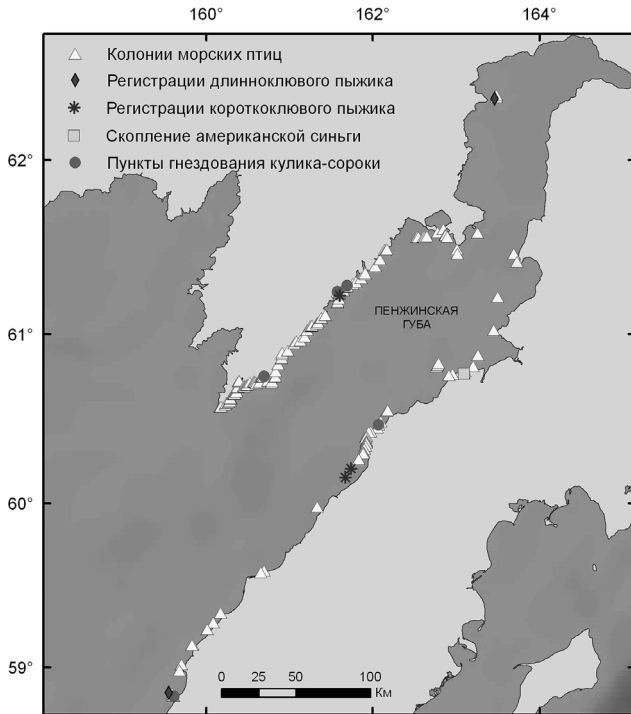 160° 162° 164°
Колонии морских птиц
Регистрации длинноклювого пыжика
Регистрации короткоклювого пыжика
Скопление американской синьги
Пункты гнездования кулика-сороки
62°
ПЕНЖИНСКАЯ
ГУБА
61°
60°
59°
0 25 50 100
Км